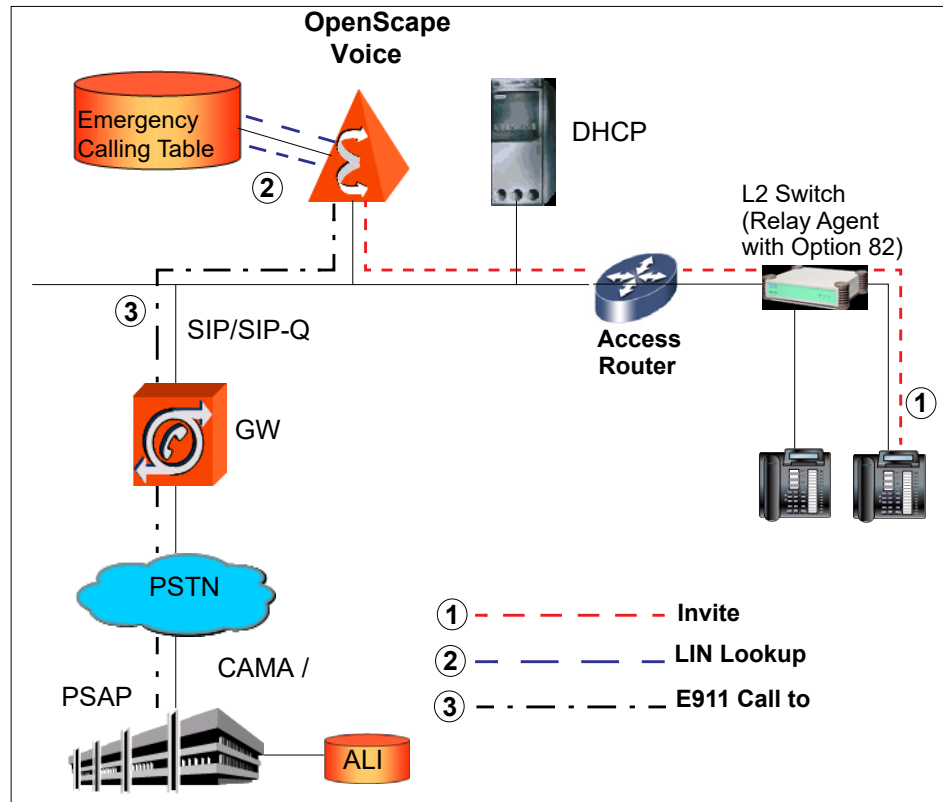 OpenScape
Voice
Emergency
Calling Table
2
DHCP
L2 Switch
(Relay Agent
with Option 82)
3
SIP/SIP-Q
Access
Router
1
GW
PSTN
1 Invite
2 LIN Lookup
3 E911 Call to
CAMA /
PSAP
ALI